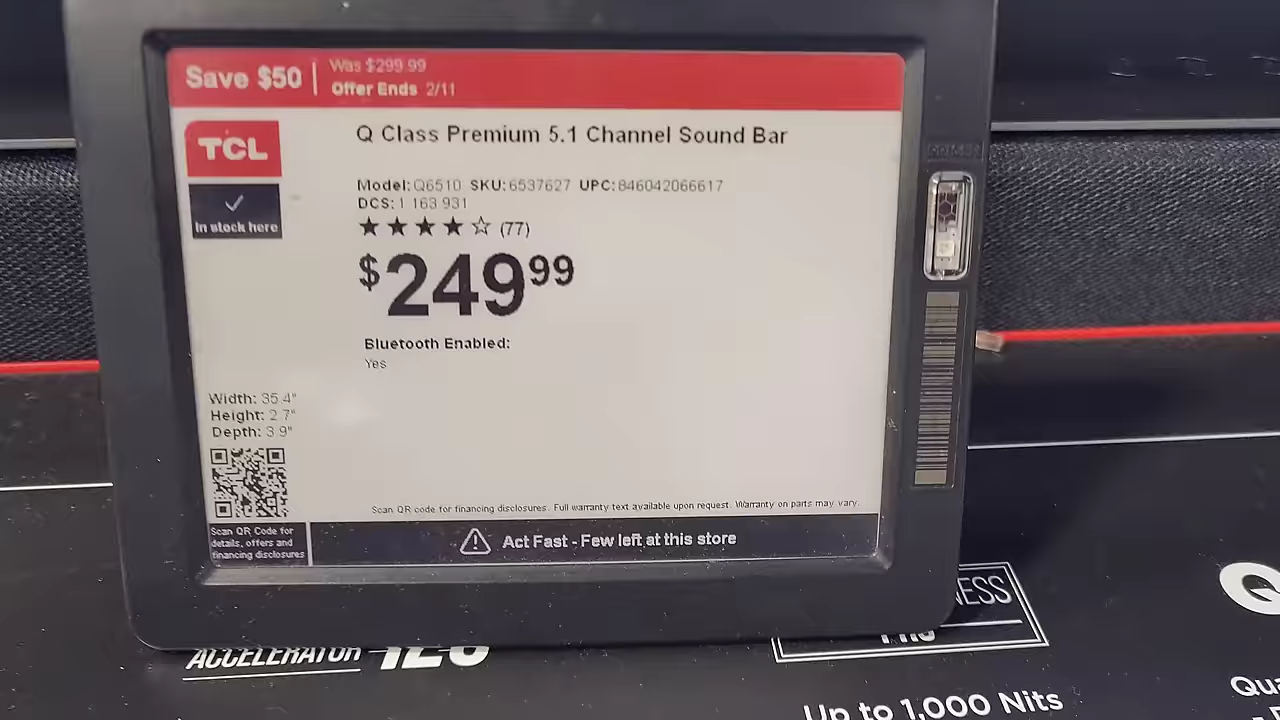 Save $50
Was $299.99
Offer Ends 2/11
TCL
Q Class Premium 5.1 Channel Sound Bar
In stock here
Model: Q6510 SKU: 6537627 UPC: 846042066617
DCS: 1 163 931
★★★★☆ (77)
$249 99
Bluetooth Enabled:
Yes
Width: 35.4"
Height: 2.7"
Depth: 3.9"
Scan QR code for financing disclosures. Full warranty text available upon request. Warranty on parts may vary.
Scan QR Code for
details, offers and
financing disclosures
Act Fast - Few left at this store
ACCELERATOR
Up to 1,000 Nits